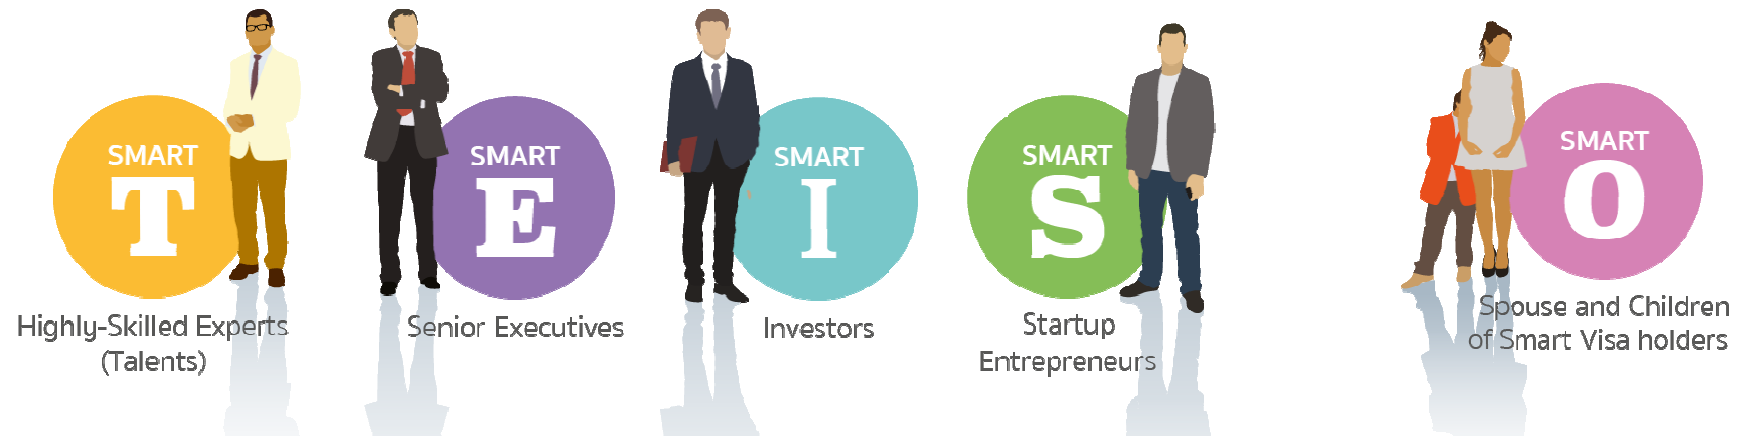 SMART
T
Highly-Skilled Experts
(Talents)
SMART
E
Senior Executives
SMART
I
Investors
SMART
S
Startup
Entrepreneurs
SMART
O
Spouse and Children
of Smart Visa holders